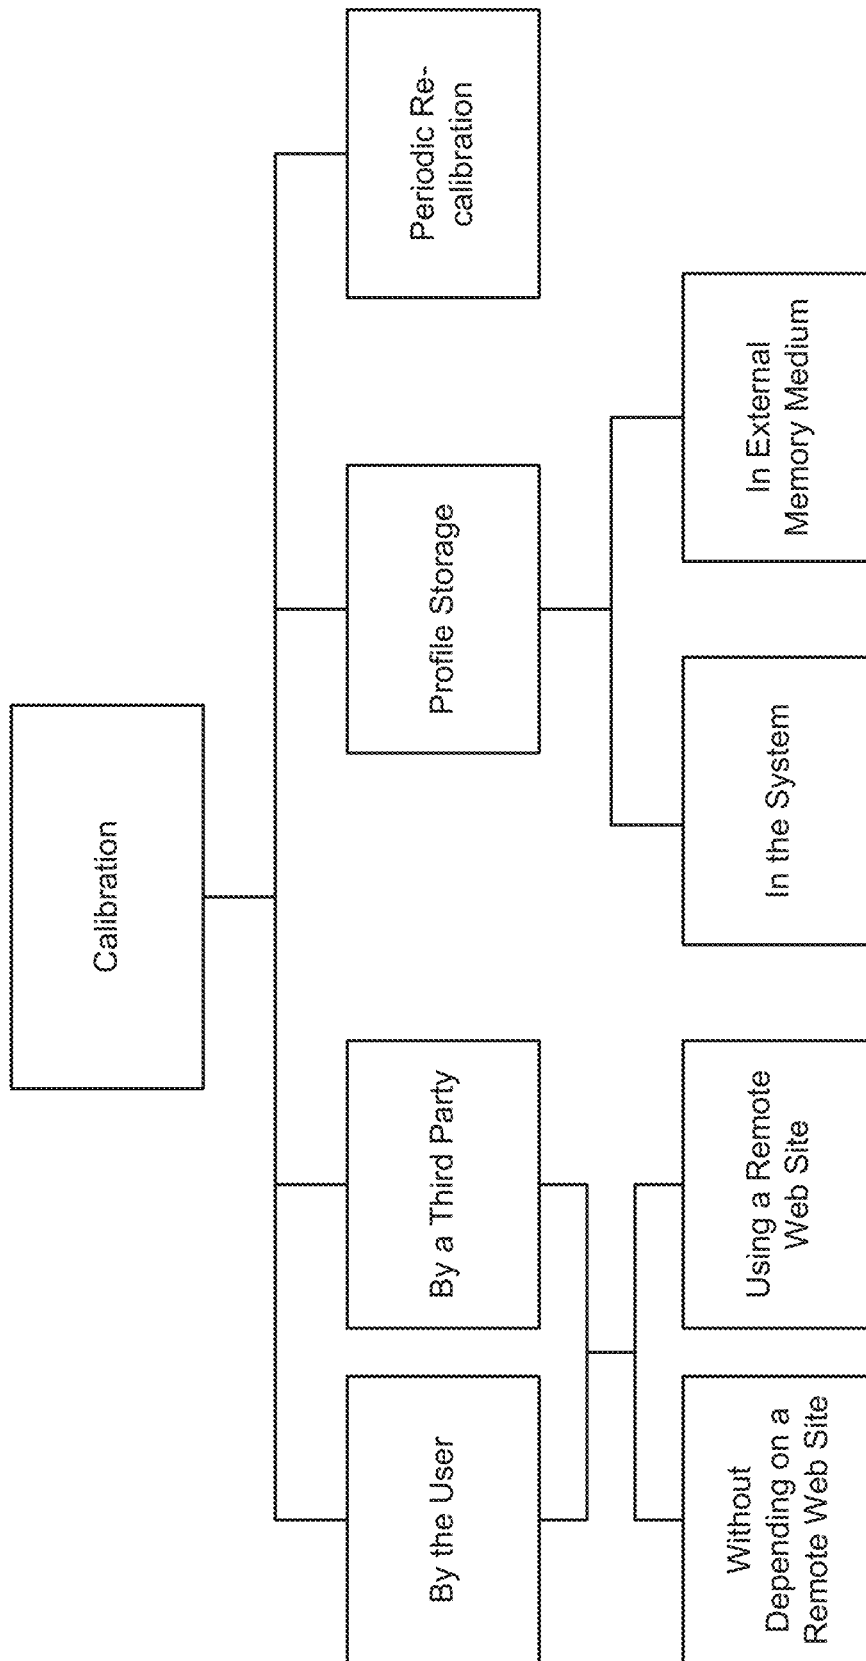 Calibration
By the User
By a Third Party
Profile Storage
Periodic Re-
calibration
Without
Depending on a
Remote Web Site
Using a Remote
Web Site
In the System
In External
Memory Medium